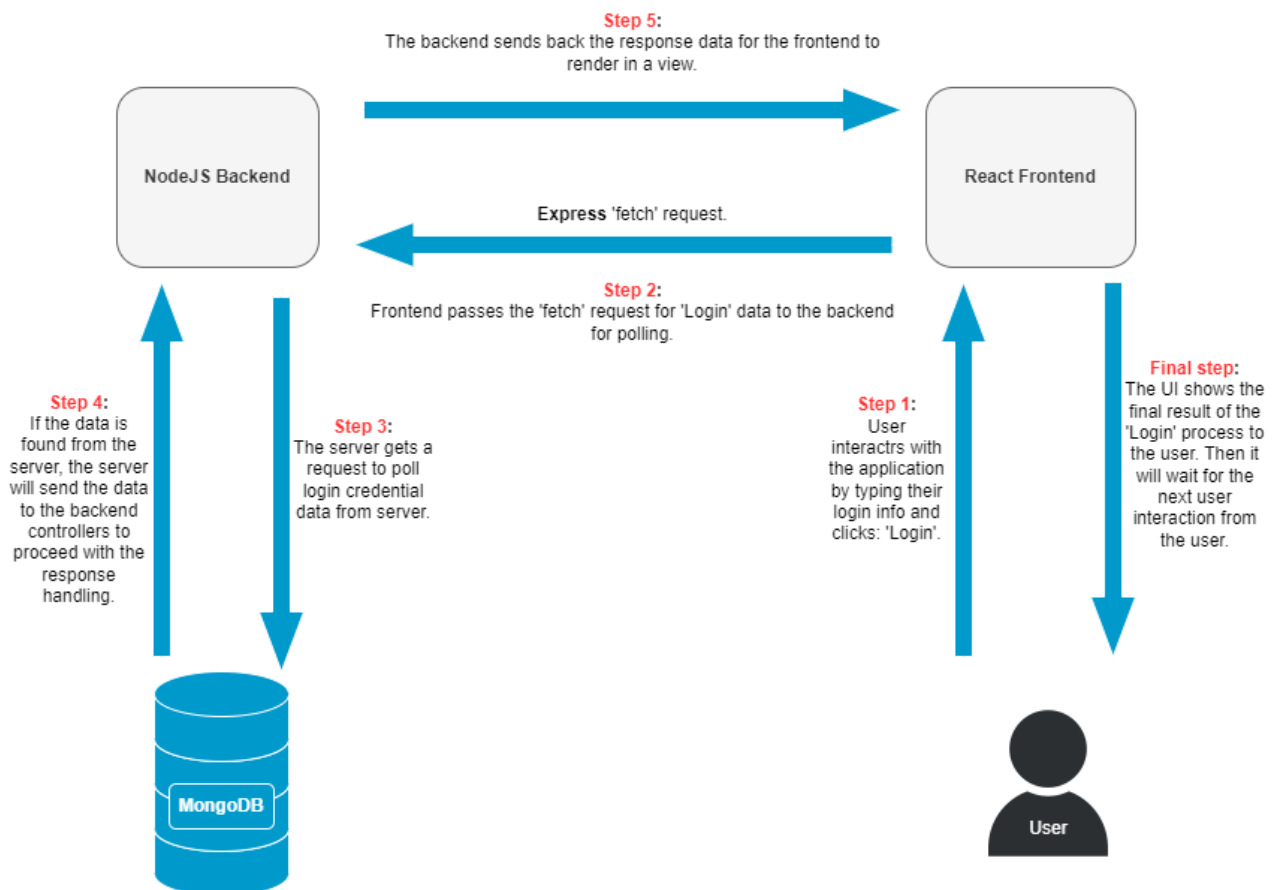 Step 5:
The backend sends back the response data for the frontend to
render in a view.
NodeJS Backend
React Frontend
Express 'fetch' request.
Step 2:
Frontend passes the 'fetch' request for 'Login' data to the backend
for polling.
Step 4:
If the data is
found from the
server, the server
will send the data
to the backend
controllers to
proceed with the
response
handling.
Step 3:
The server gets a
request to poll
login credential
data from server.
Step 1:
User
interactrs with
the application
by typing their
login info and
clicks: 'Login'.
Final step:
The UI shows the
final result of the
'Login' process to
the user. Then it
will wait for the
next user
interaction from
the user.
MongoDB
User